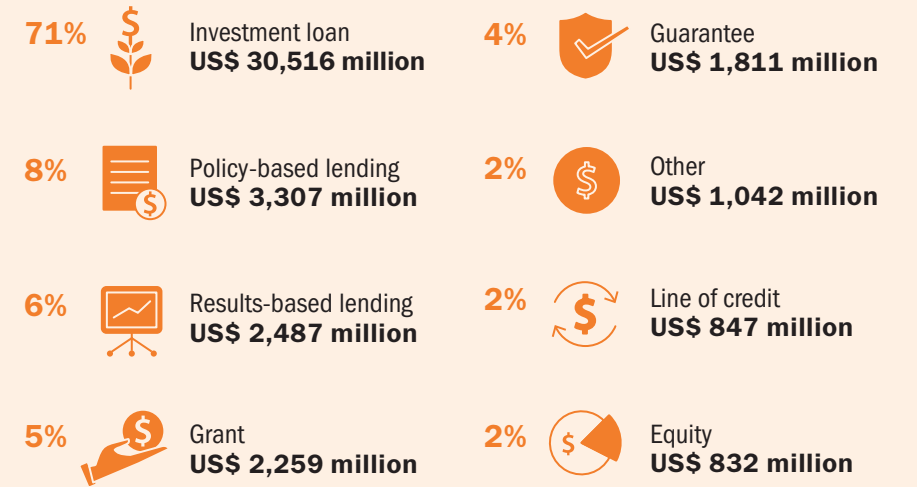 71%
Investment loan
US$ 30,516 million
8%
Policy-based lending
US$ 3,307 million
6%
Results-based lending
US$ 2,487 million
5%
Grant
US$ 2,259 million
4%
Guarantee
US$ 1,811 million
2%
Other
US$ 1,042 million
2%
Line of credit
US$ 847 million
2%
Equity
US$ 832 million